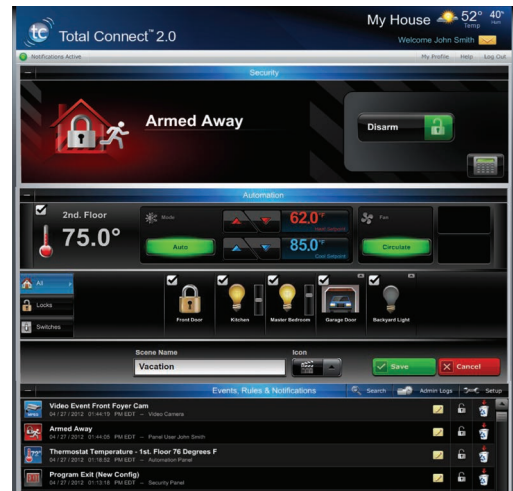 tc Total Connect™ 2.0
My House 52° 40°
Temp
Welcome John Smith
Notifications Active
My Profile Help Log Out
Security
Armed Away
Disarm
Automation
2nd. Floor
75.0°
Mode
Auto
62.0°F
Heat Setpoint
85.0°F
Cool Setpoint
Fan
Circulate
All
Locks
Switches
Front Door
Kitchen
Master Bedroom
Garage Door
Backyard Light
Scene Name
Icon
Vacation
Save
Cancel
Events, Rules & Notifications
Search
Admin Logs
Setup
Video Event Front Foyer Cam
04 / 27 / 2012 01:44:19 PM EDT — Video Camera
Armed Away
04 / 27 / 2012 01:44:05 PM EDT — Panel User John Smith
Thermostat Temperature - 1st. Floor 76 Degrees F
04 / 27 / 2012 01:18:52 PM EDT — Automation Panel
Program Exit (New Config)
04 / 27 / 2012 01:13:18 PM EDT — Security Panel